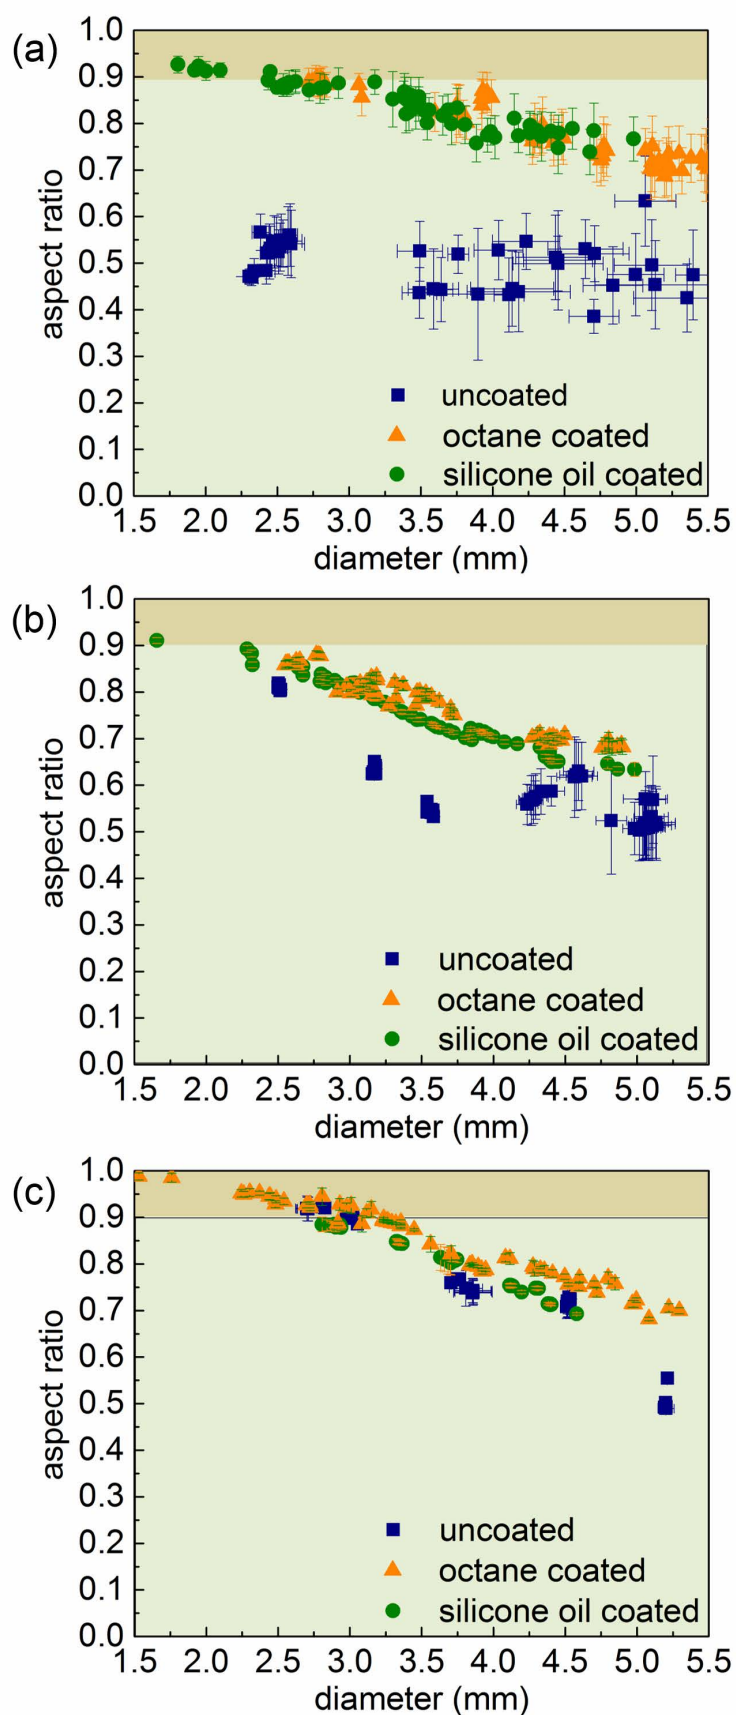 (a)
1.0
0.9
0.8
0.7
0.6
0.5
0.4
0.3
0.2
0.1
0.0
aspect ratio
uncoated
octane coated
silicone oil coated
1.5 2.0 2.5 3.0 3.5 4.0 4.5 5.0 5.5
diameter (mm)
(b)
1.0
0.9
0.8
0.7
0.6
0.5
0.4
0.3
0.2
0.1
0.0
aspect ratio
uncoated
octane coated
silicone oil coated
1.5 2.0 2.5 3.0 3.5 4.0 4.5 5.0 5.5
diameter (mm)
(c)
1.0
0.9
0.8
0.7
0.6
0.5
0.4
0.3
0.2
0.1
0.0
aspect ratio
uncoated
octane coated
silicone oil coated
1.5 2.0 2.5 3.0 3.5 4.0 4.5 5.0 5.5
diameter (mm)